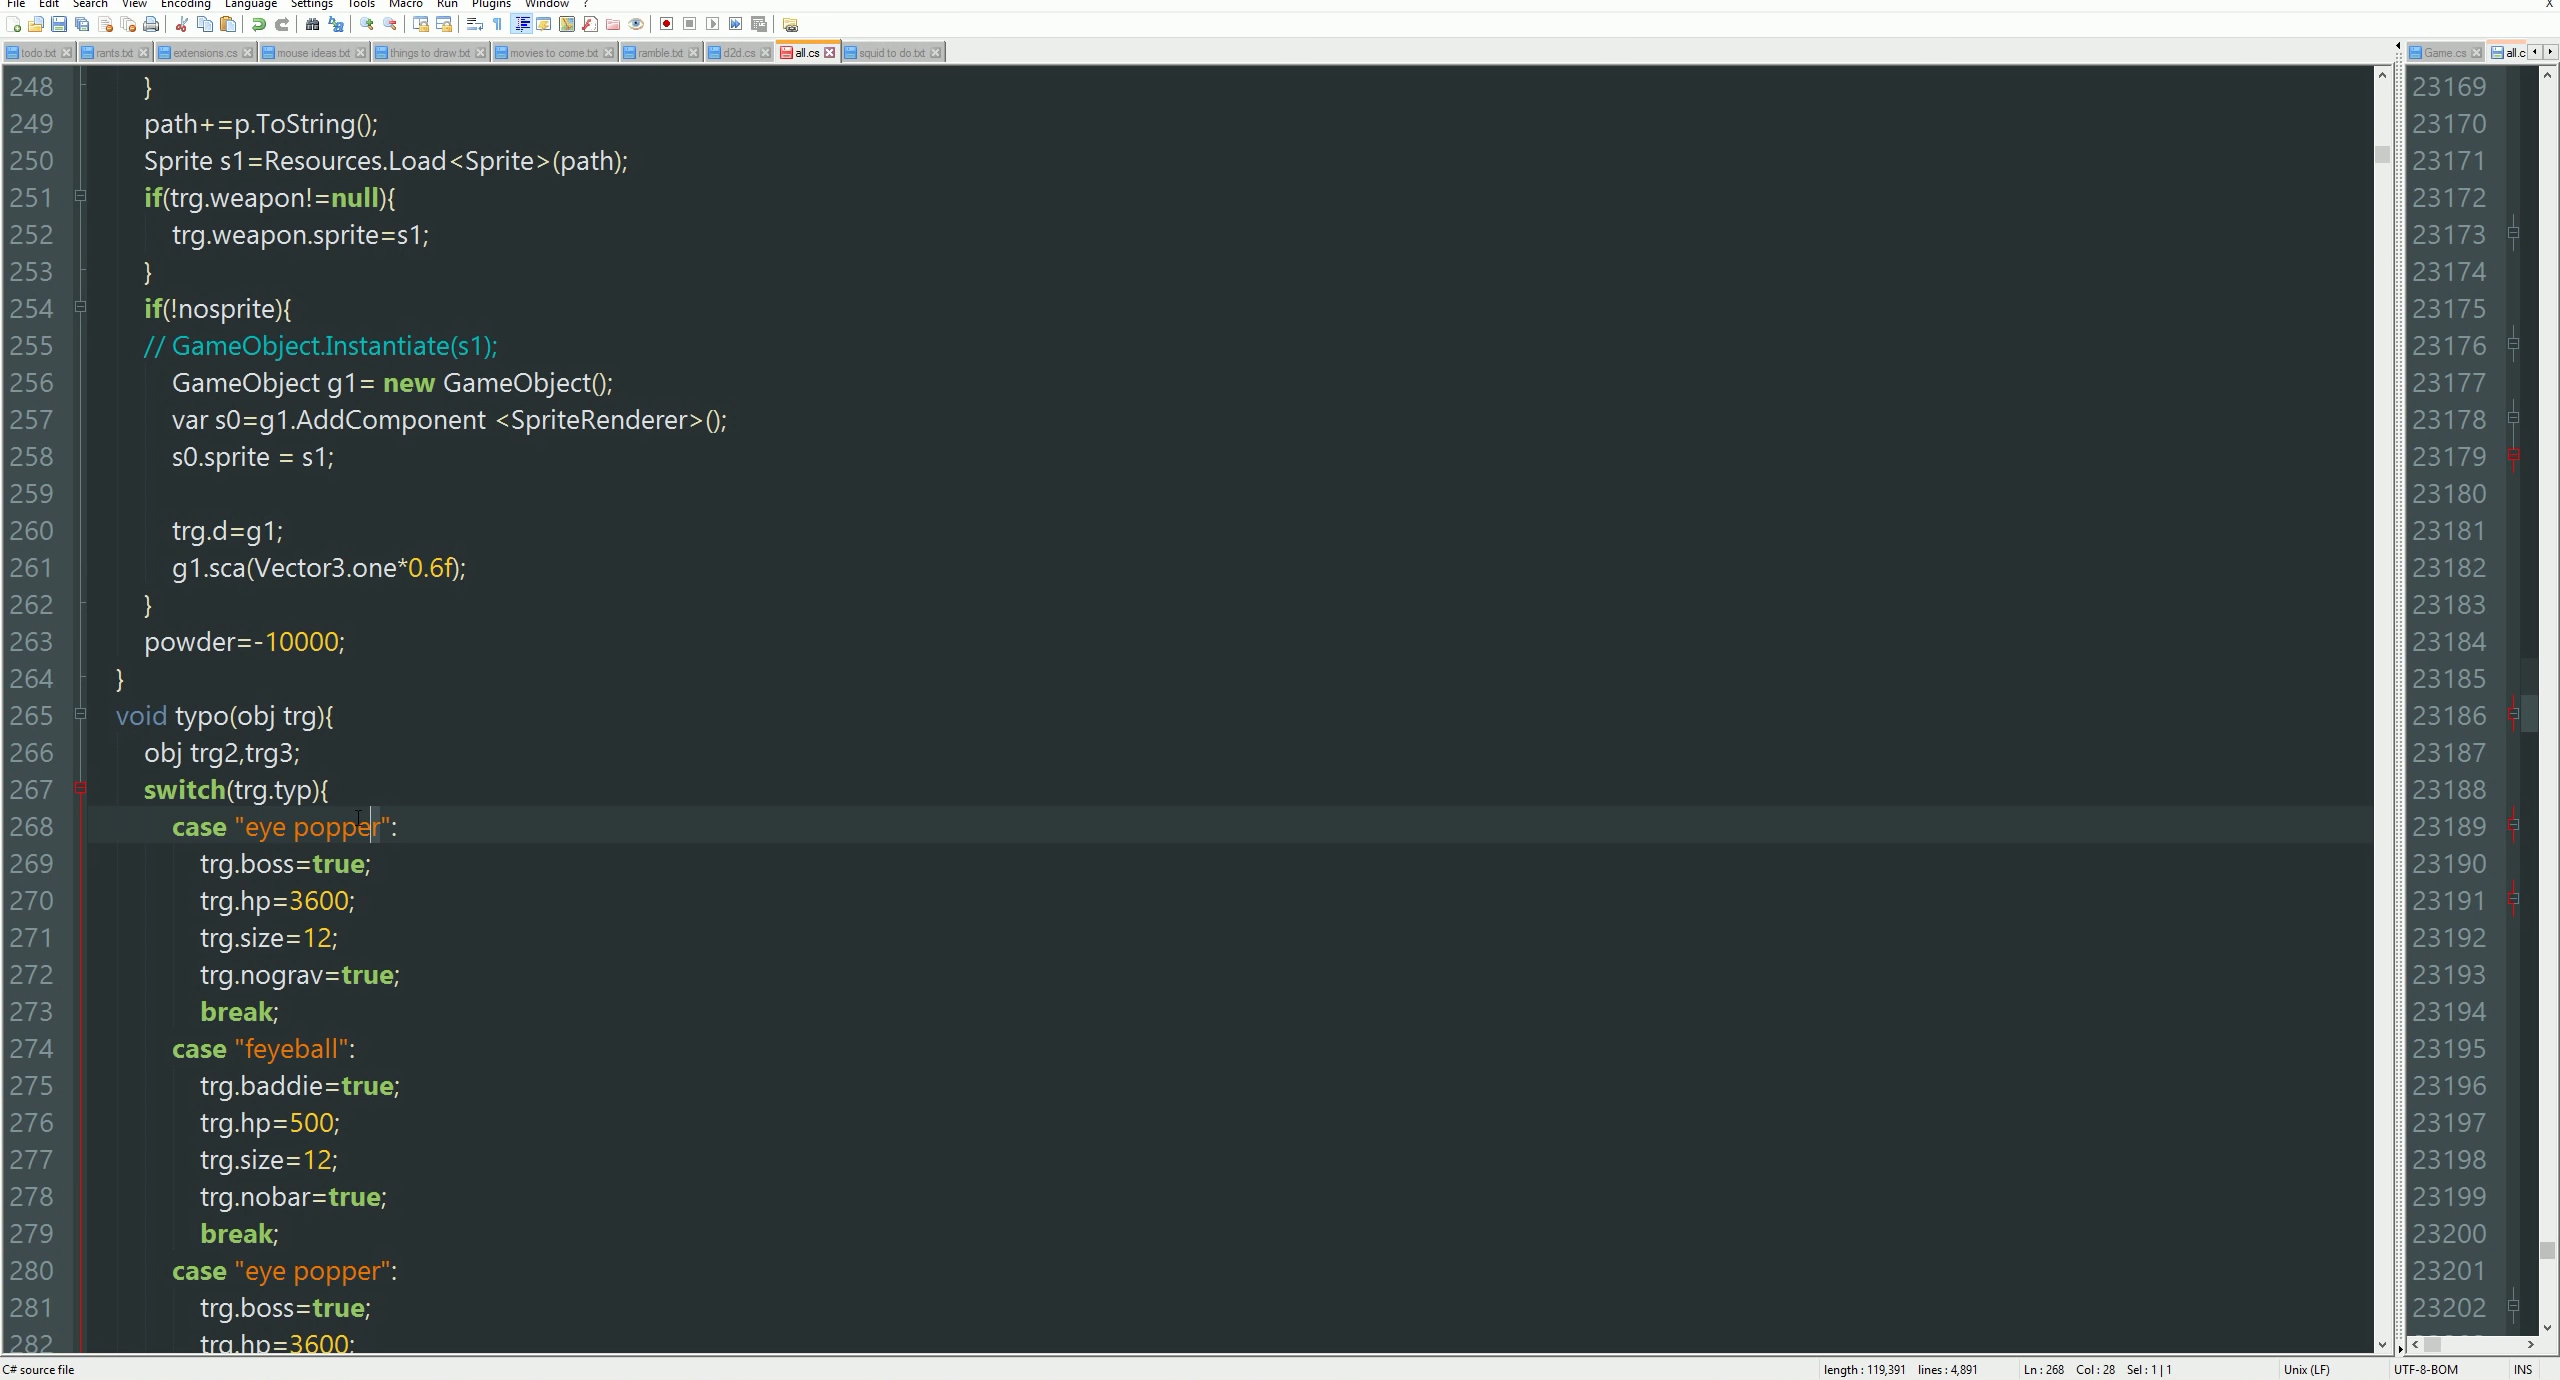 File Edit Search View Encoding Language Settings Tools Macro Run Plugins Window ? X
todo.txt rants.txt extensions.cs mouse ideas.txt things to draw.txt movies to come.txt ramble.txt d2d.cs all.cs squid to do.txt Game.cs all.c
248 }
249 path+=p.ToString();
250 Sprite s1=Resources.Load<Sprite>(path);
251 if(trg.weapon!=null){
252 trg.weapon.sprite=s1;
253 }
254 if(!nosprite){
255 // GameObject.Instantiate(s1);
256 GameObject g1= new GameObject();
257 var s0=g1.AddComponent <SpriteRenderer>();
258 s0.sprite = s1;
259
260 trg.d=g1;
261 g1.sca(Vector3.one*0.6f);
262 }
263 powder=-10000;
264 }
265 void typo(obj trg){
266 obj trg2,trg3;
267 switch(trg.typ){
268 case "eye popper":
269 trg.boss=true;
270 trg.hp=3600;
271 trg.size=12;
272 trg.nograv=true;
273 break;
274 case "feyeball":
275 trg.baddie=true;
276 trg.hp=500;
277 trg.size=12;
278 trg.nobar=true;
279 break;
280 case "eye popper":
281 trg.boss=true;
282 trg.hp=3600;
23169
23170
23171
23172
23173
23174
23175
23176
23177
23178
23179
23180
23181
23182
23183
23184
23185
23186
23187
23188
23189
23190
23191
23192
23193
23194
23195
23196
23197
23198
23199
23200
23201
23202
C# source file length : 119,391 lines : 4,891 Ln : 268 Col : 28 Sel : 1 | 1 Unix (LF) UTF-8-BOM INS